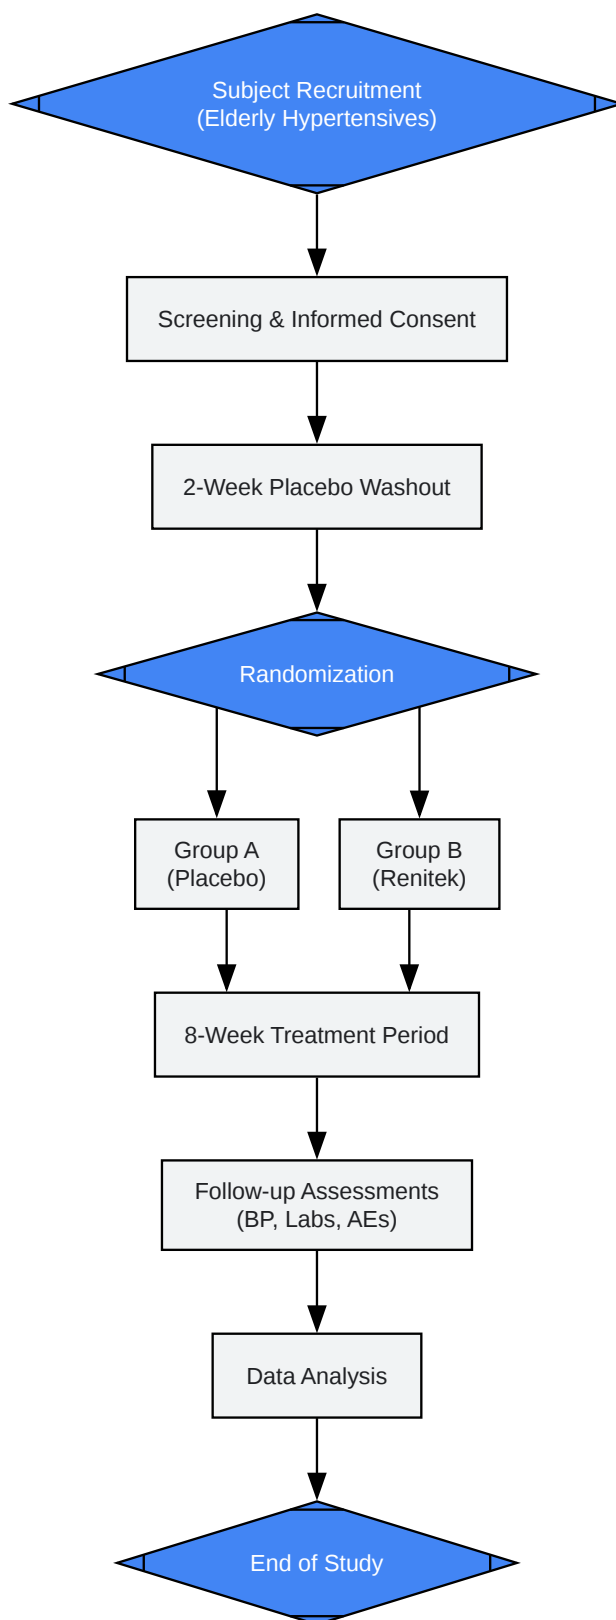 Subject Recruitment
(Elderly Hypertensives)
Screening & Informed Consent
2-Week Placebo Washout
Randomization
Group A
(Placebo)
Group B
(Renitek)
8-Week Treatment Period
Follow-up Assessments
(BP, Labs, AEs)
Data Analysis
End of Study